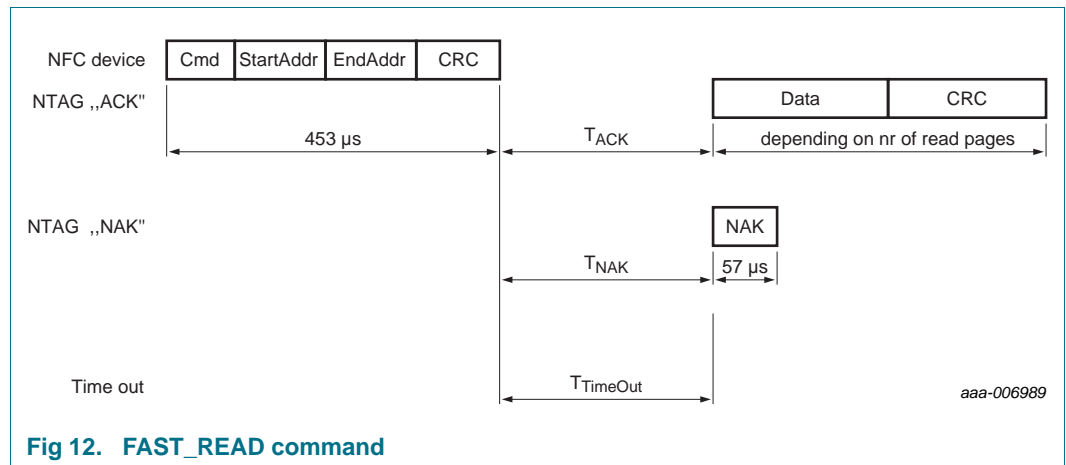 NFC device Cmd StartAddr EndAddr CRC
NTAG ,,ACK" Data CRC
453 µs TACK depending on nr of read pages
NTAG ,,NAK" NAK
TNAK 57 µs
Time out TTimeOut aaa-006989
Fig 12. FAST_READ command